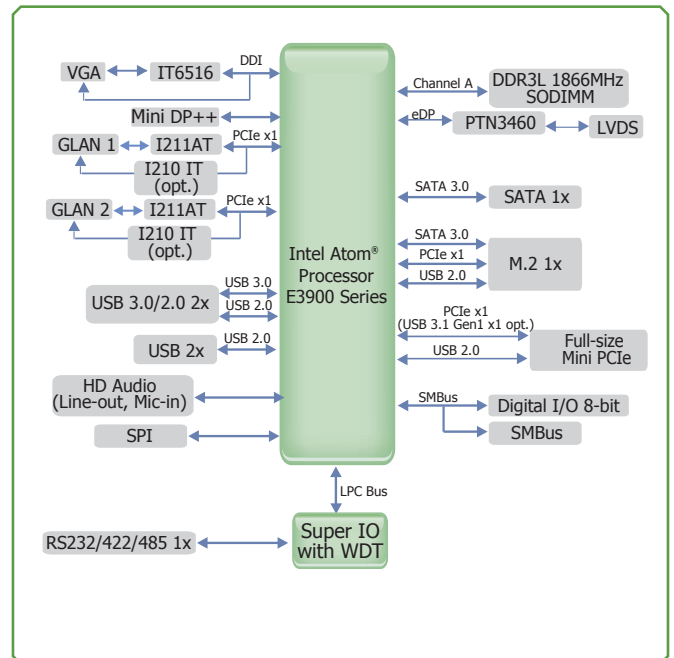 DDI
VGA
IT6516
Mini DP++
GLAN 1
I211AT
PCIe x1
I210 IT
(opt.)
GLAN 2
I211AT
PCIe x1
I210 IT
(opt.)
USB 3.0
USB 3.0/2.0 2x
USB 2.0
USB 2.0
USB 2x
HD Audio
(Line-out, Mic-in)
SPI
Intel Atom®
Processor
E3900 Series
Channel A
DDR3L 1866MHz
SODIMM
eDP
PTN3460
LVDS
SATA 3.0
SATA 1x
SATA 3.0
PCIe x1
USB 2.0
M.2 1x
PCIe x1
(USB 3.1 Gen1 x1 opt.)
USB 2.0
Full-size
Mini PCIe
SMBus
Digital I/O 8-bit
SMBus
LPC Bus
Super IO
with WDT
RS232/422/485 1x